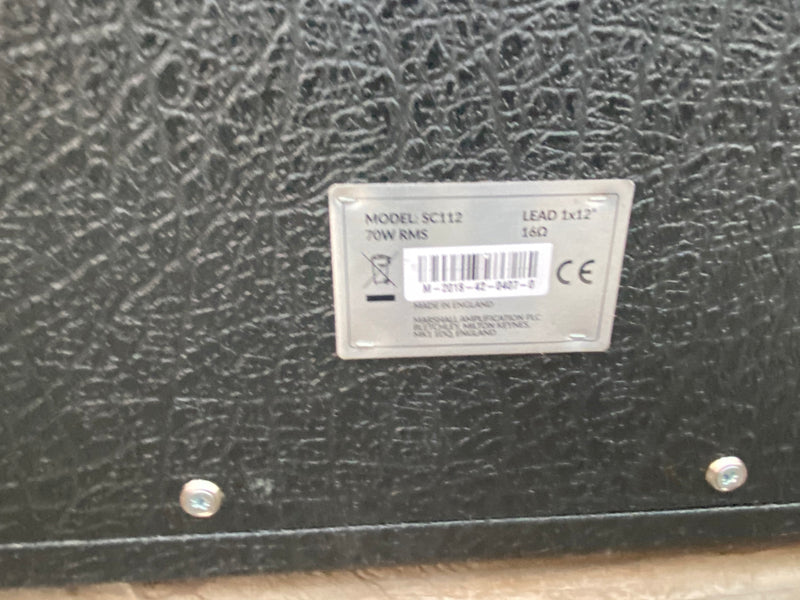 MODEL: SC112
LEAD 1x12"
70W RMS
16Ω
M-2018-42-0407-0
CE
MADE IN ENGLAND
MARSHALL AMPLIFICATION PLC
BLETCHLEY, MILTON KEYNES,
MK1 1DQ, ENGLAND